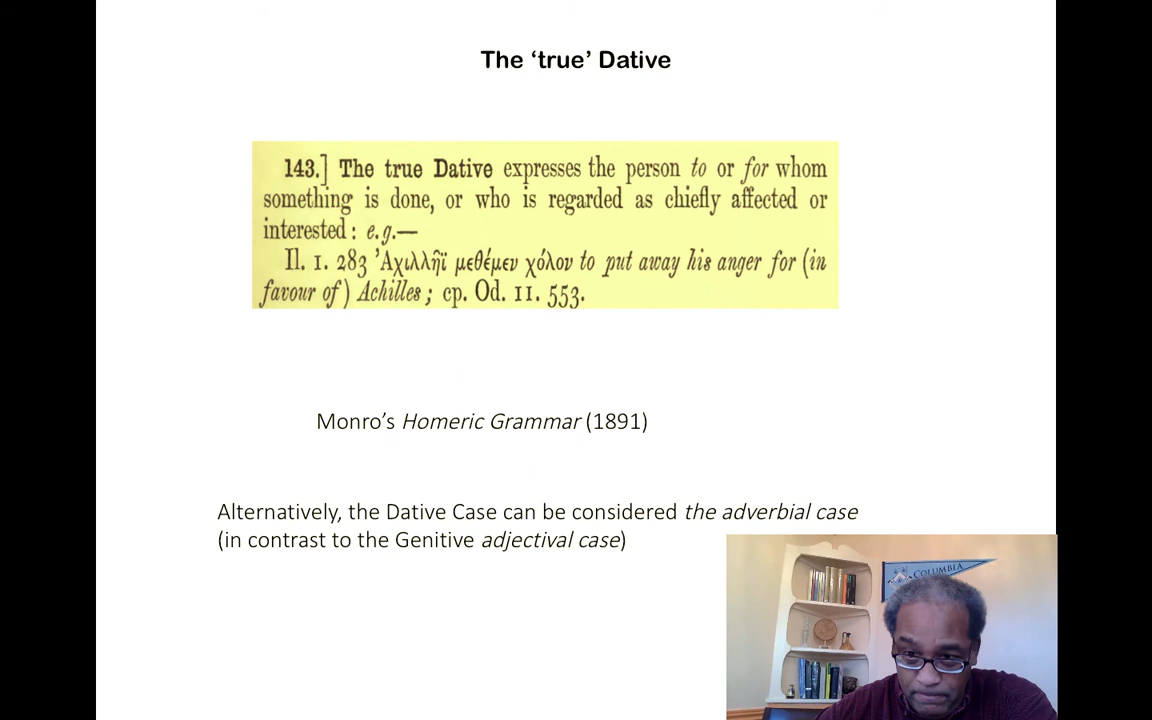 The ‘true’ Dative
143.] The true Dative expresses the person to or for whom
something is done, or who is regarded as chiefly affected or
interested: e.g.—
Il. 1. 283 Ἀχιλλῆϊ μεθέμεν χόλον to put away his anger for (in
favour of) Achilles; cp. Od. 11. 553.
Monro’s Homeric Grammar (1891)
Alternatively, the Dative Case can be considered the adverbial case
(in contrast to the Genitive adjectival case)
COLUMBIA